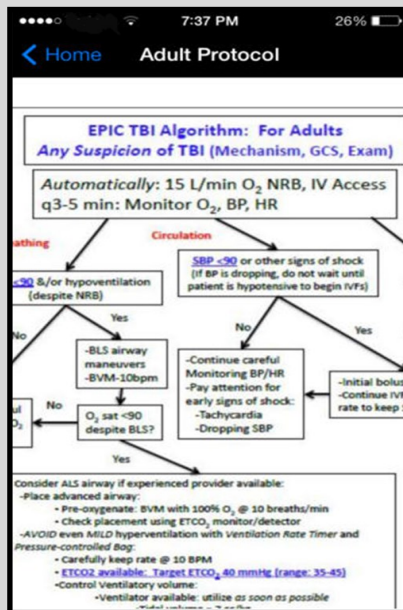 7:37 PM
26%
Home
Adult Protocol
EPIC TBI Algorithm: For Adults
Any Suspicion of TBI (Mechanism, GCS, Exam)
Automatically: 15 L/min O₂ NRB, IV Access
q3-5 min: Monitor O₂, BP, HR
Circulation
<90 &/or hypoventilation
(despite NRB)
SBP <90 or other signs of shock
(If BP is dropping, do not wait until
patient is hypotensive to begin IVFs)
Yes
No
Yes
-BLS airway
maneuvers
-BVM-10bpm
-Continue careful
Monitoring BP/HR
-Pay attention for
early signs of shock:
-Tachycardia
-Dropping SBP
-Initial bolus
-Continue IVF
rate to keep
No
O₂ sat <90
despite BLS?
Yes
Consider ALS airway if experienced provider available:
-Place advanced airway:
- Pre-oxygenate: BVM with 100% O₂ @ 10 breaths/min
- Check placement using ETCO₂ monitor/detector
-AVOID even MILD hyperventilation with Ventilation Rate Timer and
Pressure-controlled Bag:
- Carefully keep rate @ 10 BPM
- ETCO2 available: Target ETCO₂ 40 mmHg (range: 35-45)
-Control Ventilatory volume:
-Ventilator available: utilize as soon as possible